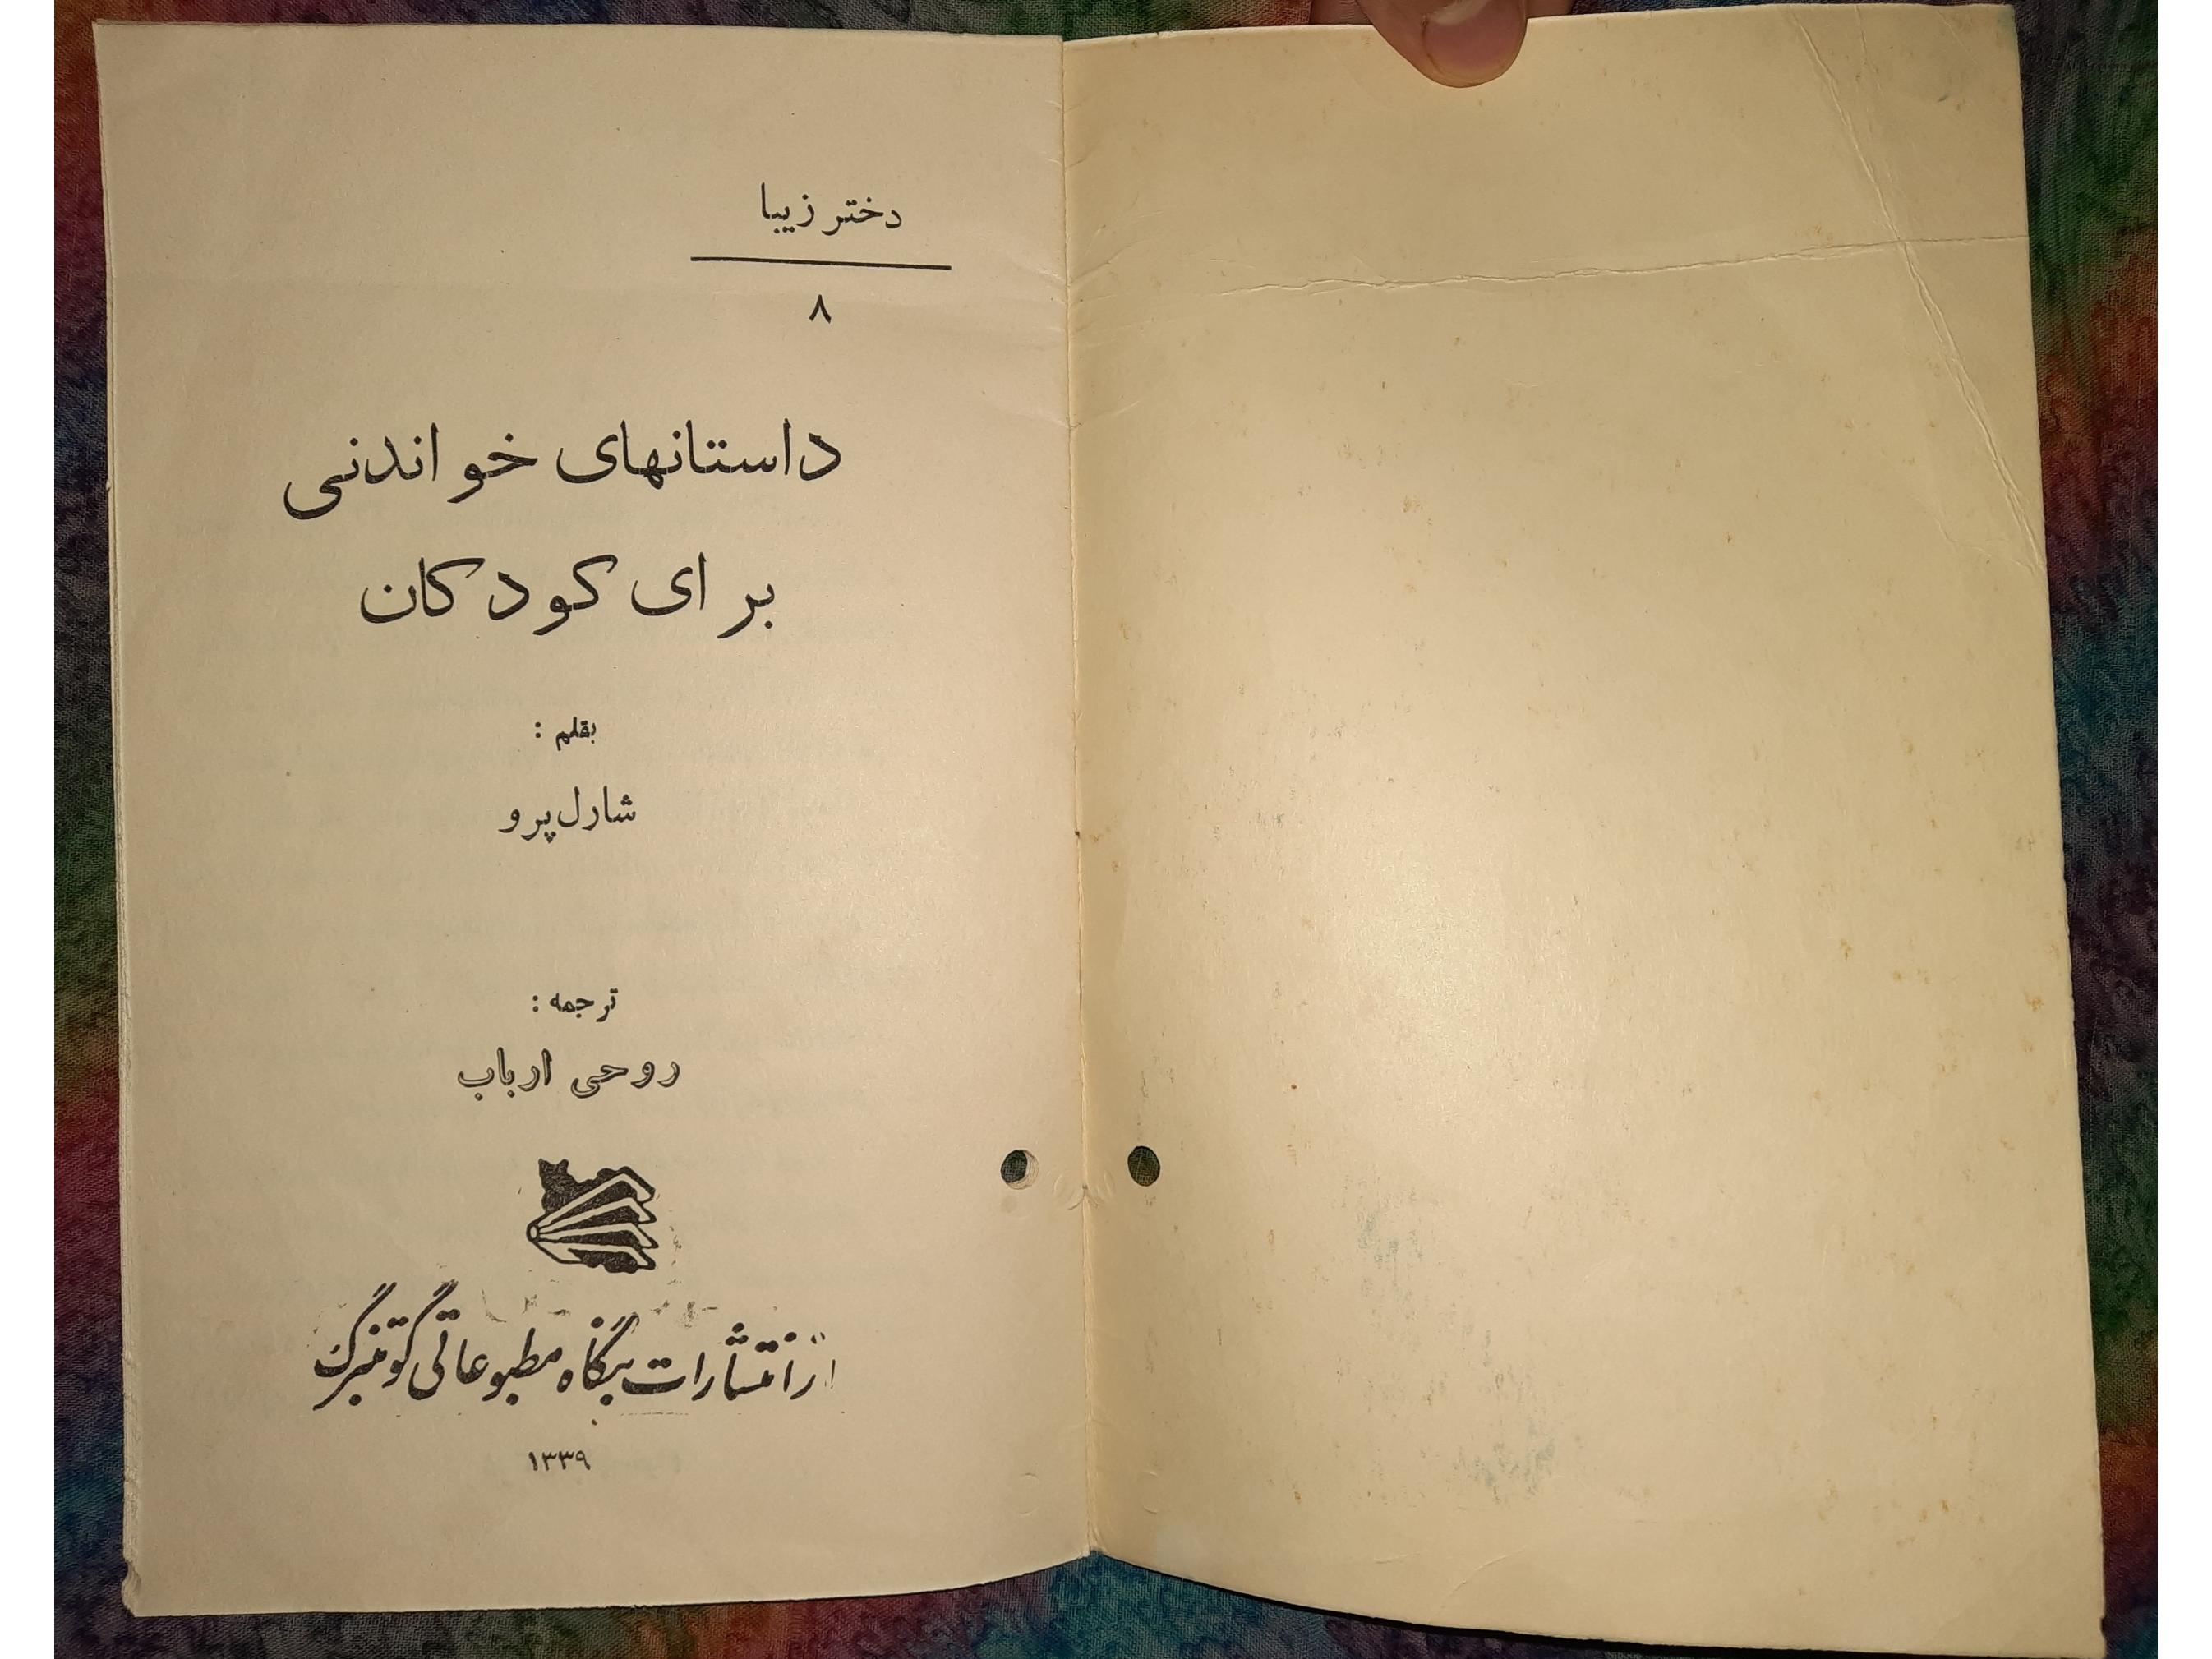 دختر زیبا
۸
داستانهای خواندنی
برای کودکان
بقلم :
شارل پرو
ترجمه :
روحی ارباب
از انتشارات بنگاه مطبوعاتی گوتنبرگ
۱۳۳۹